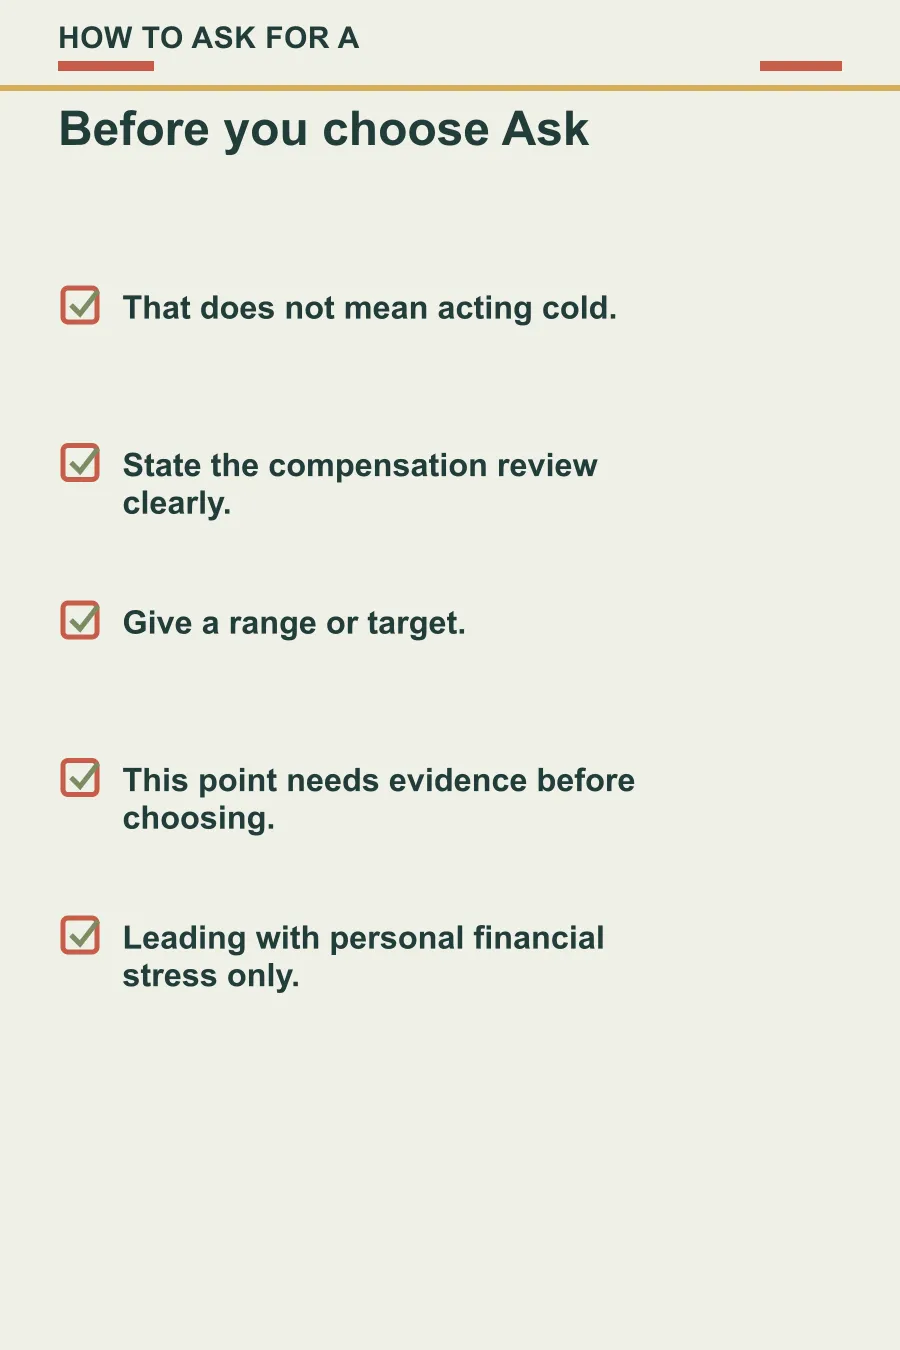 HOW TO ASK FOR A
Before you choose Ask
That does not mean acting cold.
State the compensation review
clearly.
Give a range or target.
This point needs evidence before
choosing.
Leading with personal financial
stress only.